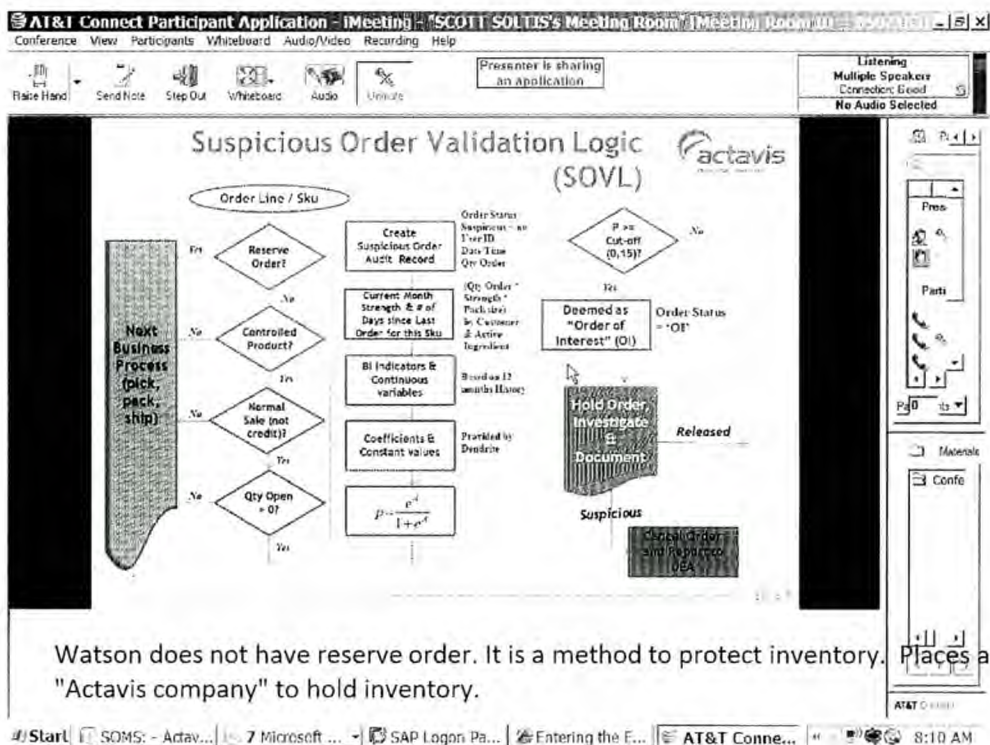 AT&T Connect Participant Application - iMeeting - "SCOTT SOLTIS's Meeting Room" (Meeting Room ID
Conference View Participants Whiteboard Audio/Video Recording Help
Raise Hand Send Note Step Out Whiteboard Audio Unmute
Presenter is sharing
an application
Listening
Multiple Speakers
Connection: Good
No Audio Selected
Suspicious Order Validation Logic
(SOVL)
actavis
Order Line / Sku
Next
Business
Process
(pick,
pack,
ship)
Yes
Reserve
Order?
No
No
Controlled
Product?
Yes
No
Normal
Sale (not
credit)?
Yes
No
Qty Open
> 0?
Yes
Create
Suspicious Order
Audit Record
Order Status
User ID
Date Time
Qty Order
Current Month
Strength & # of
Days since Last
Order for this Sku
(Qty Order *
Strength *
Pack size)
by Customer
& Active
Ingredient
BI Indicators &
Continuous
variables
Based on 12
months History
Coefficients &
Constant values
Provided by
Dendrite
P >=
Cut-off
(0,15)?
No
Yes
Deemed as
"Order of
Interest" (OI)
Order Status
= 'OI'
Hold Order,
Investigate
&
Document
Released
Suspicious
Cancel Order
and Report to
DEA
Pres
Parti
Materials
Confe
AT&T
Watson does not have reserve order. It is a method to protect inventory. Places a
"Actavis company" to hold inventory.
Start SOMS: - Actav... 7 Microsoft ... SAP Logon Pa... Entering the E... AT&T Conne... 8:10 AM